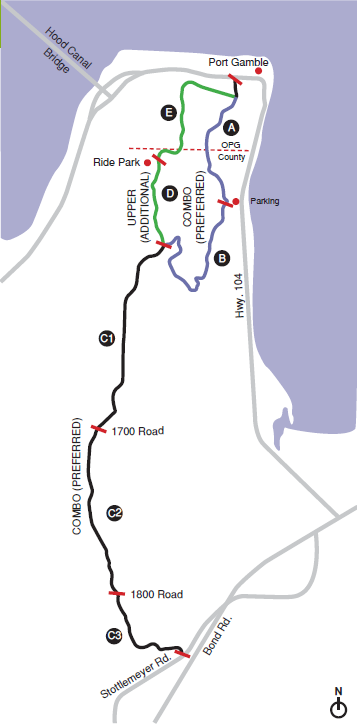 Hood Canal
Bridge
Port Gamble
E
A
OPG
County
Ride Park
D
UPPER
(ADDITIONAL)
COMBO
(PREFERRED)
Parking
B
Hwy. 104
C1
1700 Road
COMBO (PREFERRED)
C2
1800 Road
C3
Stottlemeyer Rd.
Bond Rd.
N